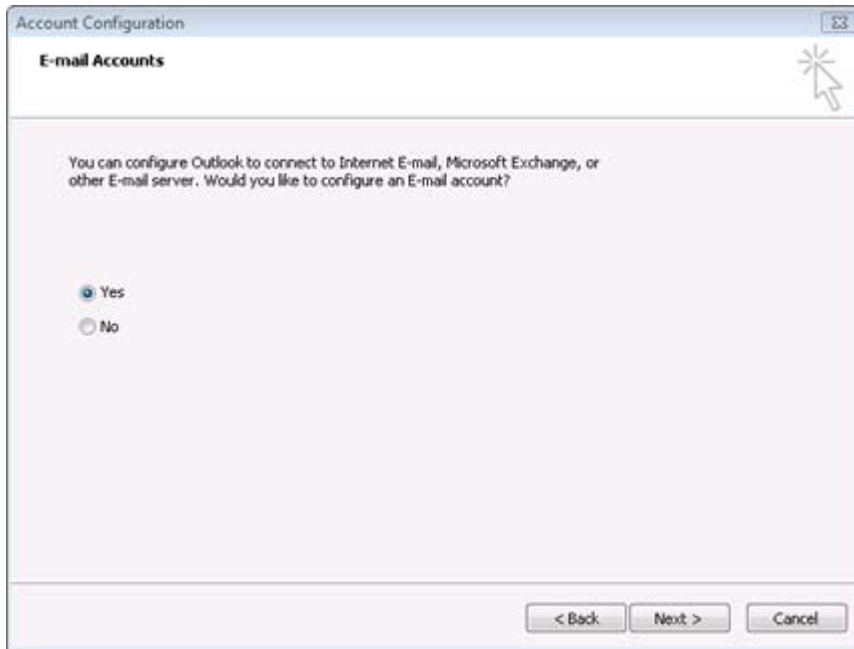 Account Configuration
E-mail Accounts
You can configure Outlook to connect to Internet E-mail, Microsoft Exchange, or
other E-mail server. Would you like to configure an E-mail account?
Yes
No
< Back
Next >
Cancel